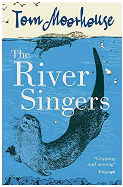 Tom Moorhouse
The
River
Singers
"Gripping
and moving"
Telegraph